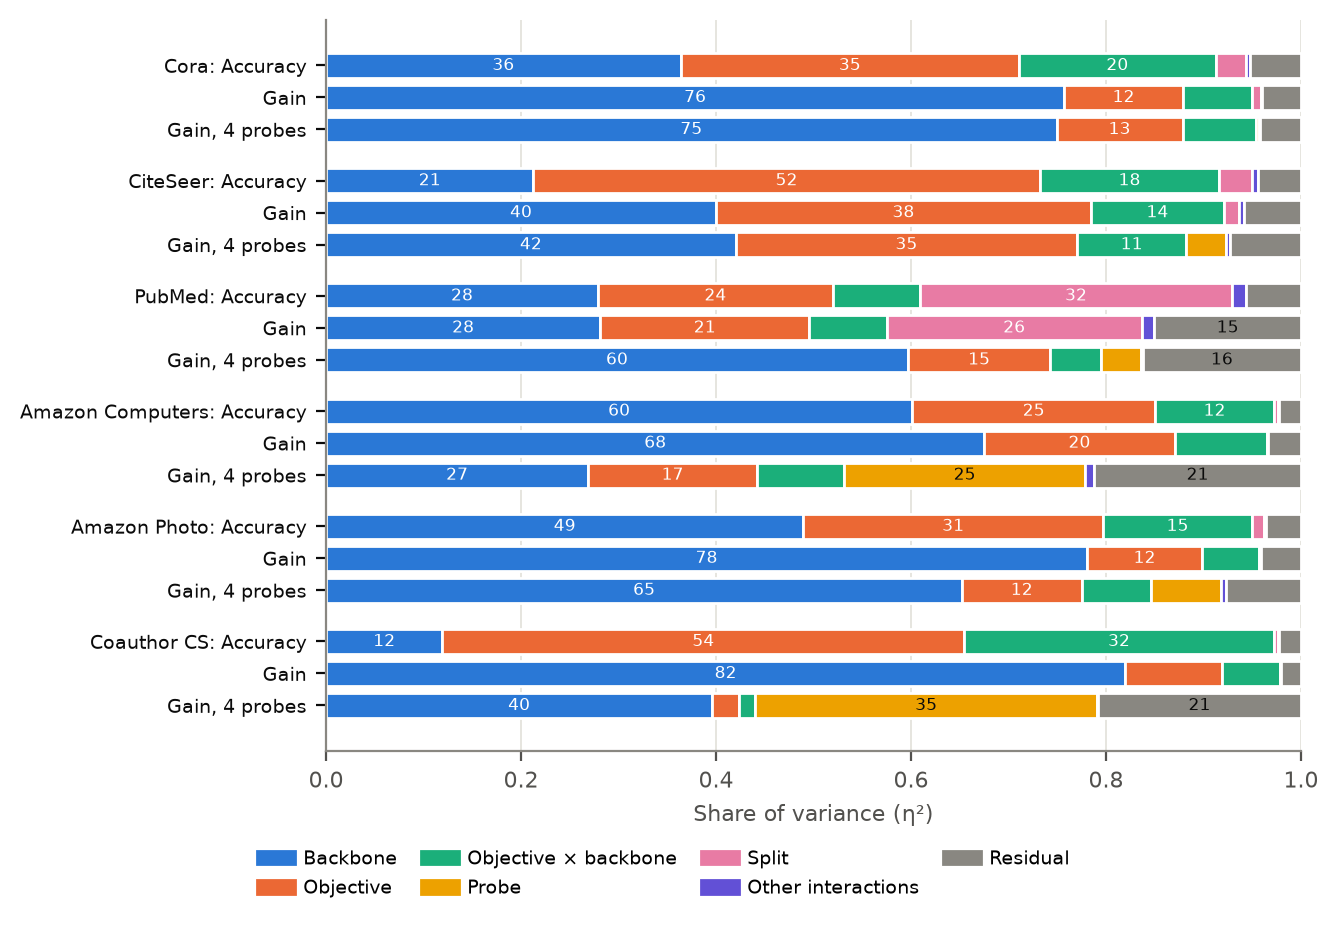 Cora: Accuracy 36 35 20
Gain 76 12
Gain, 4 probes 75 13
CiteSeer: Accuracy 21 52 18
Gain 40 38 14
Gain, 4 probes 42 35 11
PubMed: Accuracy 28 24 32
Gain 28 21 26 15
Gain, 4 probes 60 15 16
Amazon Computers: Accuracy 60 25 12
Gain 68 20
Gain, 4 probes 27 17 25 21
Amazon Photo: Accuracy 49 31 15
Gain 78 12
Gain, 4 probes 65 12
Coauthor CS: Accuracy 12 54 32
Gain 82
Gain, 4 probes 40 35 21
0.0 0.2 0.4 0.6 0.8 1.0
Share of variance (η²)
Backbone Objective × backbone Split Residual
Objective Probe Other interactions